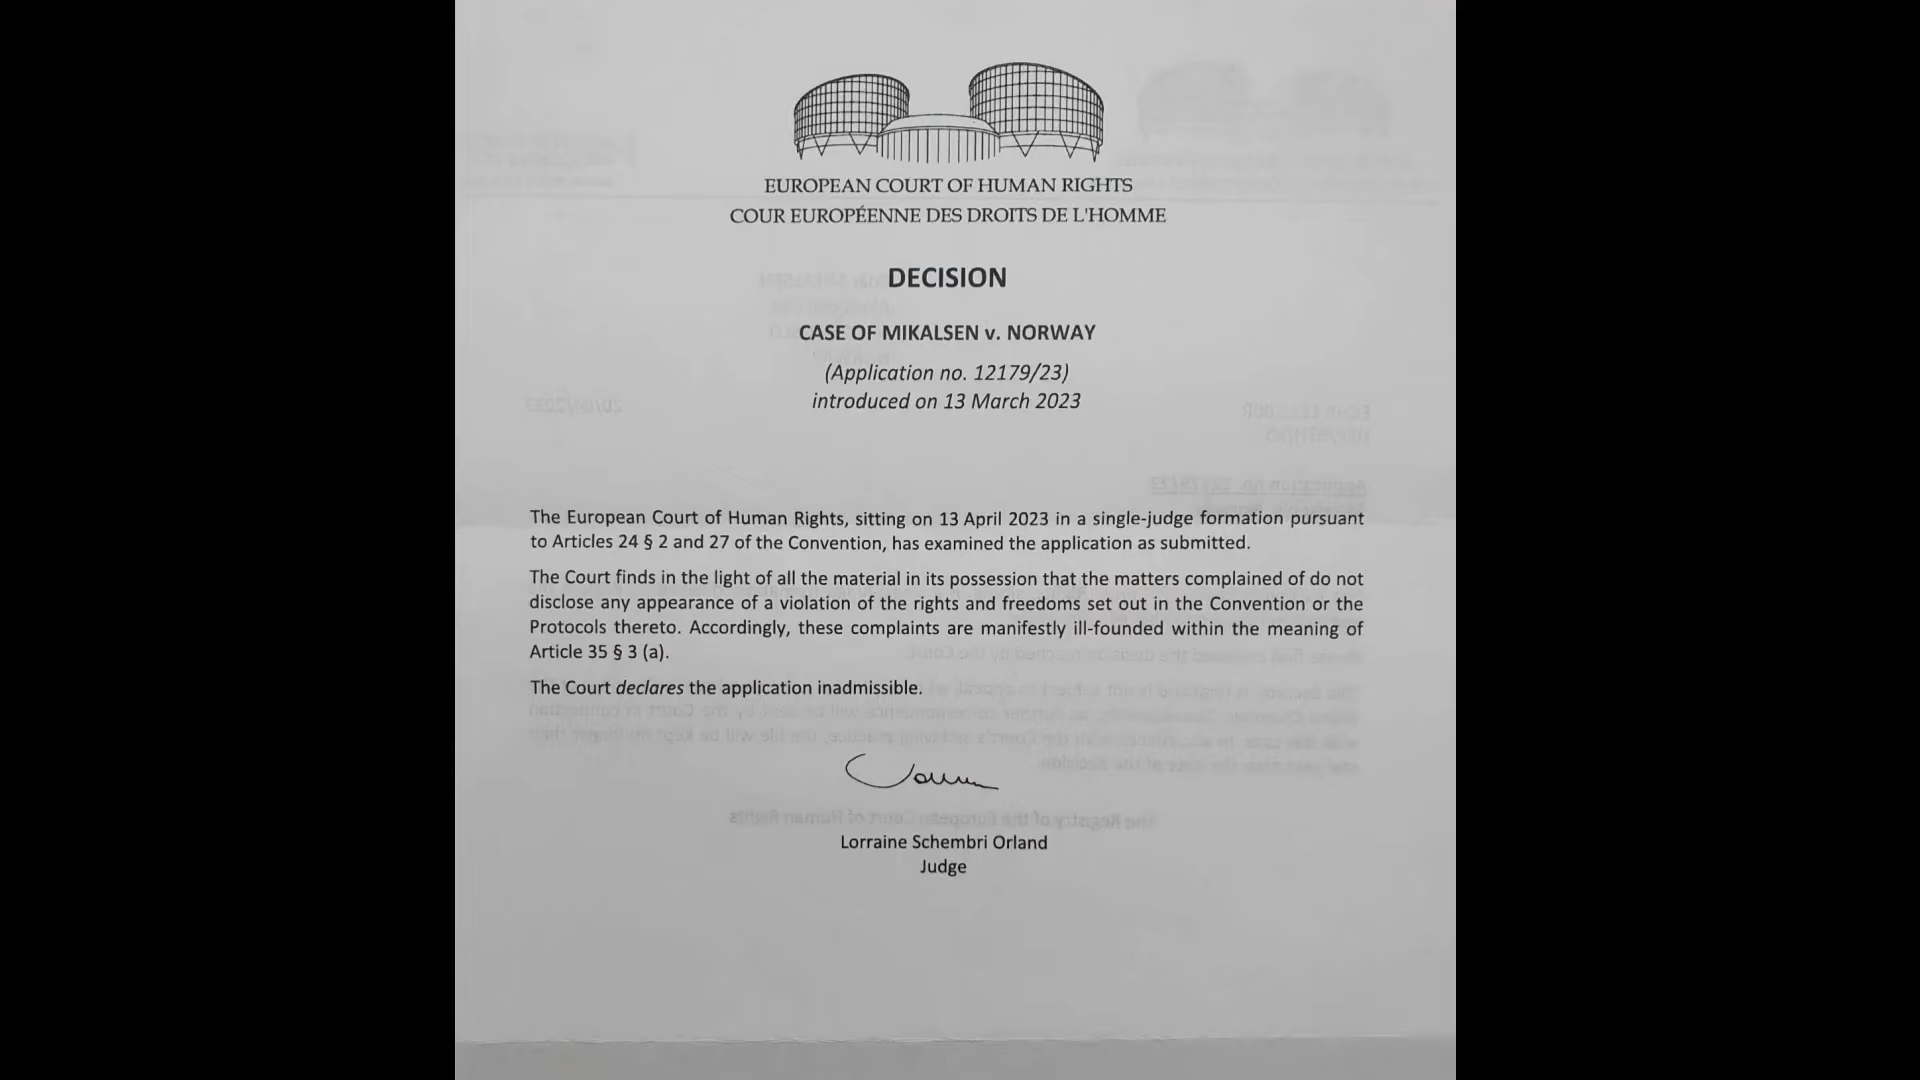 EUROPEAN COURT OF HUMAN RIGHTS
COUR EUROPÉENNE DES DROITS DE L'HOMME
DECISION
CASE OF MIKALSEN v. NORWAY
(Application no. 12179/23)
introduced on 13 March 2023
The European Court of Human Rights, sitting on 13 April 2023 in a single-judge formation pursuant
to Articles 24 § 2 and 27 of the Convention, has examined the application as submitted.
The Court finds in the light of all the material in its possession that the matters complained of do not
disclose any appearance of a violation of the rights and freedoms set out in the Convention or the
Protocols thereto. Accordingly, these complaints are manifestly ill-founded within the meaning of
Article 35 § 3 (a).
The Court declares the application inadmissible.
Lorraine Schembri Orland
Judge